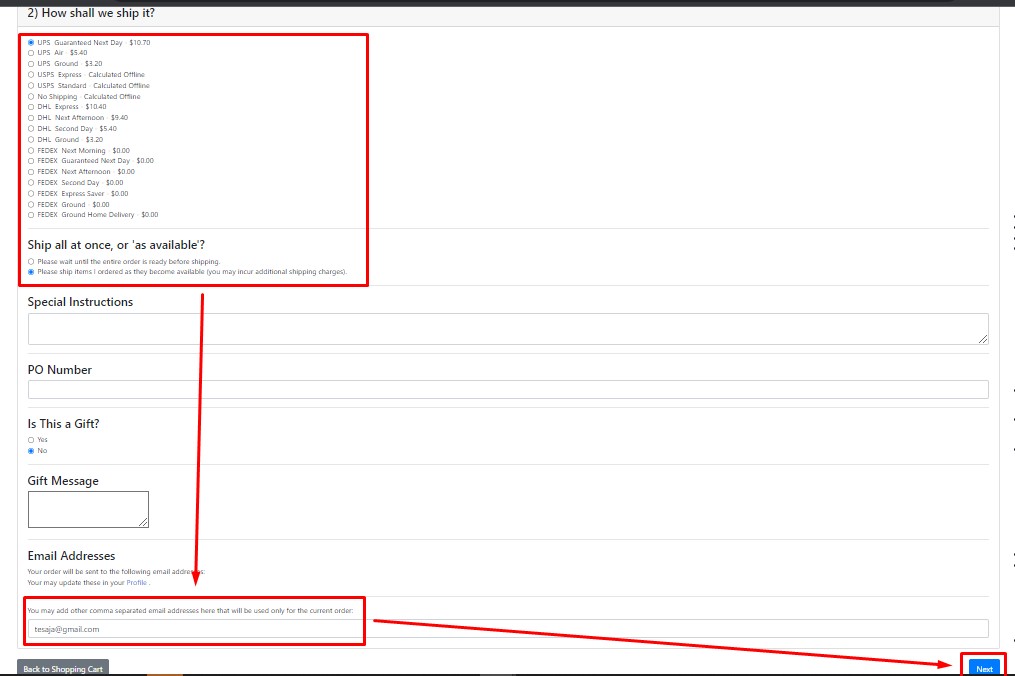 2) How shall we ship it?
UPS Guaranteed Next Day - $10.70
UPS Air - $5.40
UPS Ground - $3.20
USPS Express - Calculated Offline
USPS Standard - Calculated Offline
No Shipping - Calculated Offline
DHL Express - $10.40
DHL Next Afternoon - $9.40
DHL Second Day - $5.40
DHL Ground - $3.20
FEDEX Next Morning - $0.00
FEDEX Guaranteed Next Day - $0.00
FEDEX Next Afternoon - $0.00
FEDEX Second Day - $0.00
FEDEX Express Saver - $0.00
FEDEX Ground - $0.00
FEDEX Ground Home Delivery - $0.00
Ship all at once, or 'as available'?
Please wait until the entire order is ready before shipping.
Please ship items I ordered as they become available (you may incur additional shipping charges).
Special Instructions
PO Number
Is This a Gift?
Yes
No
Gift Message
Email Addresses
Your order will be sent to the following email addresses:
Your may update these in your Profile .
You may add other comma separated email addresses here that will be used only for the current order:
tesaja@gmail.com
Back to Shopping Cart
Next